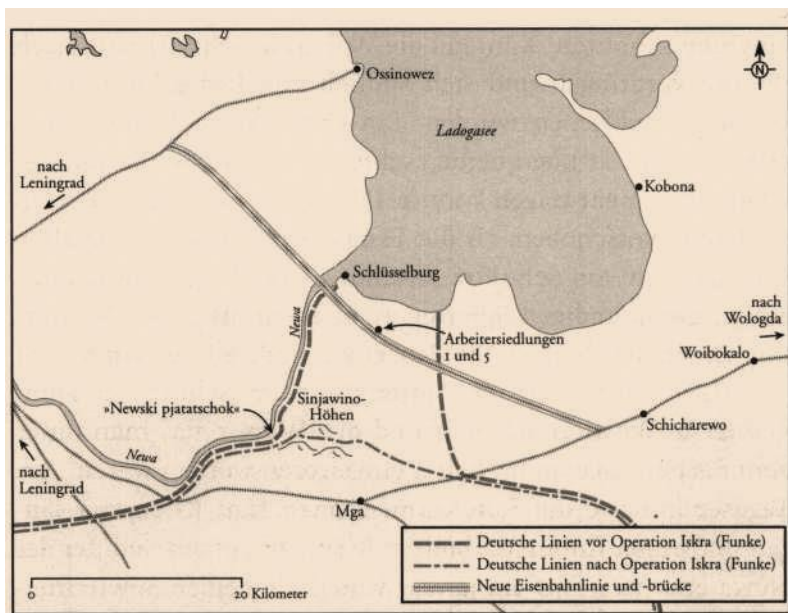 Ossinowez
N
Ladogasee
nach
Leningrad
Kobona
Schlüsselburg
nach
Wologda
Newa
Arbeitersiedlungen
1 und 5
Woibokalo
»Newski pjatatschok«
Sinjawino-
Höhen
Schicharewo
Newa
nach
Leningrad
Mga
Deutsche Linien vor Operation Iskra (Funke)
Deutsche Linien nach Operation Iskra (Funke)
Neue Eisenbahnlinie und -brücke
0
20 Kilometer